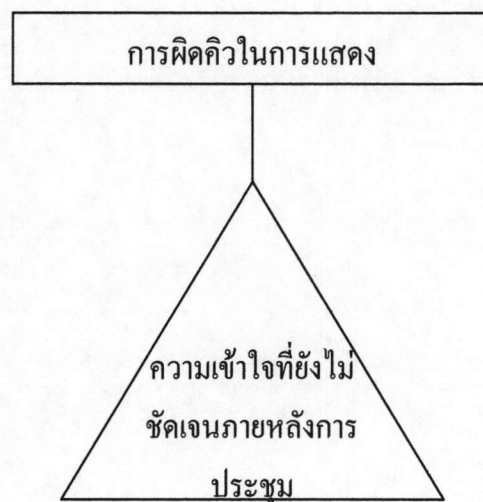 การผิดคิวในการแสดง
ความเข้าใจที่ยังไม่
ชัดเจนภายหลังการ
ประชุม